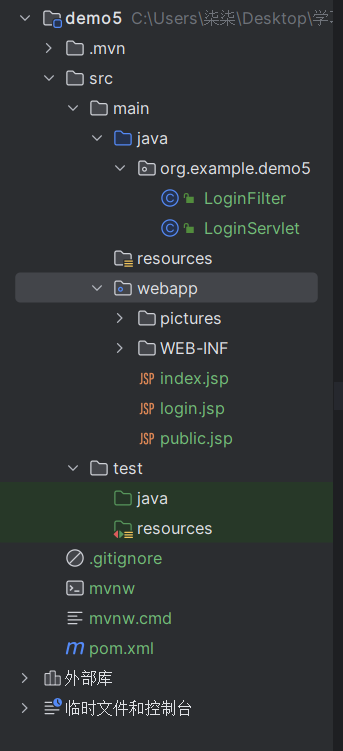 demo5 C:\Users\柒柒\Desktop\学习
.mvn
src
main
java
org.example.demo5
LoginFilter
LoginServlet
resources
webapp
pictures
WEB-INF
index.jsp
login.jsp
public.jsp
test
java
resources
.gitignore
mvnw
mvnw.cmd
pom.xml
外部库
临时文件和控制台